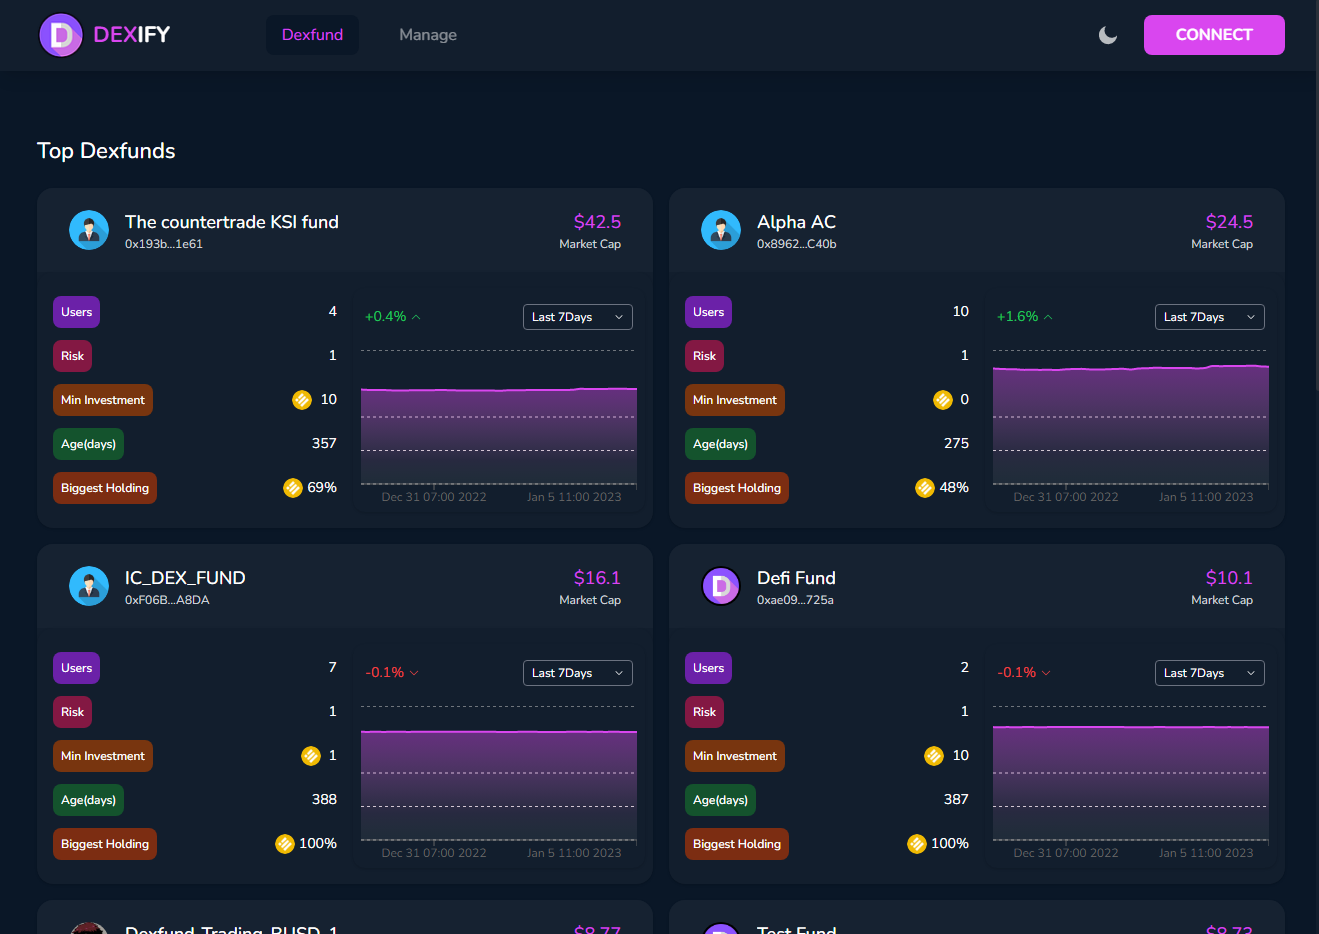 DEXIFY
Dexfund
Manage
CONNECT
Top Dexfunds
The countertrade KSI fund
0x193b...1e61
$42.5
Market Cap
Users 4
Risk 1
Min Investment 10
Age(days) 357
Biggest Holding 69%
+0.4%
Last 7Days
Dec 31 07:00 2022
Jan 5 11:00 2023
Alpha AC
0x8962...C40b
$24.5
Market Cap
Users 10
Risk 1
Min Investment 0
Age(days) 275
Biggest Holding 48%
+1.6%
Last 7Days
Dec 31 07:00 2022
Jan 5 11:00 2023
IC_DEX_FUND
0xF06B...A8DA
$16.1
Market Cap
Users 7
Risk 1
Min Investment 1
Age(days) 388
Biggest Holding 100%
-0.1%
Last 7Days
Dec 31 07:00 2022
Jan 5 11:00 2023
Defi Fund
0xae09...725a
$10.1
Market Cap
Users 2
Risk 1
Min Investment 10
Age(days) 387
Biggest Holding 100%
-0.1%
Last 7Days
Dec 31 07:00 2022
Jan 5 11:00 2023
Dexfund_Trading_BUSD_1
$8.77
Test Fund
$8.73